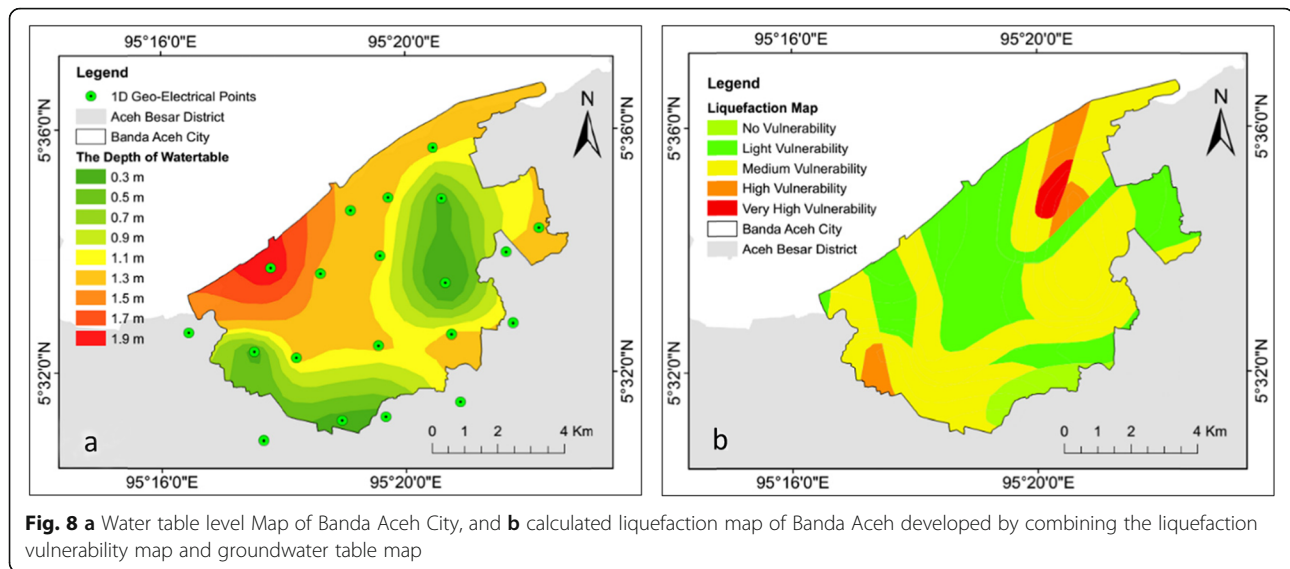 95°16'0"E
95°20'0"E
Legend
1D Geo-Electrical Points
Aceh Besar District
Banda Aceh City
The Depth of Watertable
0.3 m
0.5 m
0.7 m
0.9 m
1.1 m
1.3 m
1.5 m
1.7 m
1.9 m
N
5°36'0"N
5°32'0"N
a
0 1 2 4 Km
95°16'0"E
95°20'0"E
95°16'0"E
95°20'0"E
Legend
Liquefaction Map
No Vulnerability
Light Vulnerability
Medium Vulnerability
High Vulnerability
Very High Vulnerability
Banda Aceh City
Aceh Besar District
N
5°36'0"N
5°36'0"N
5°32'0"N
5°32'0"N
b
0 1 2 4 Km
95°16'0"E
95°20'0"E
Fig. 8 a Water table level Map of Banda Aceh City, and b calculated liquefaction map of Banda Aceh developed by combining the liquefaction
vulnerability map and groundwater table map